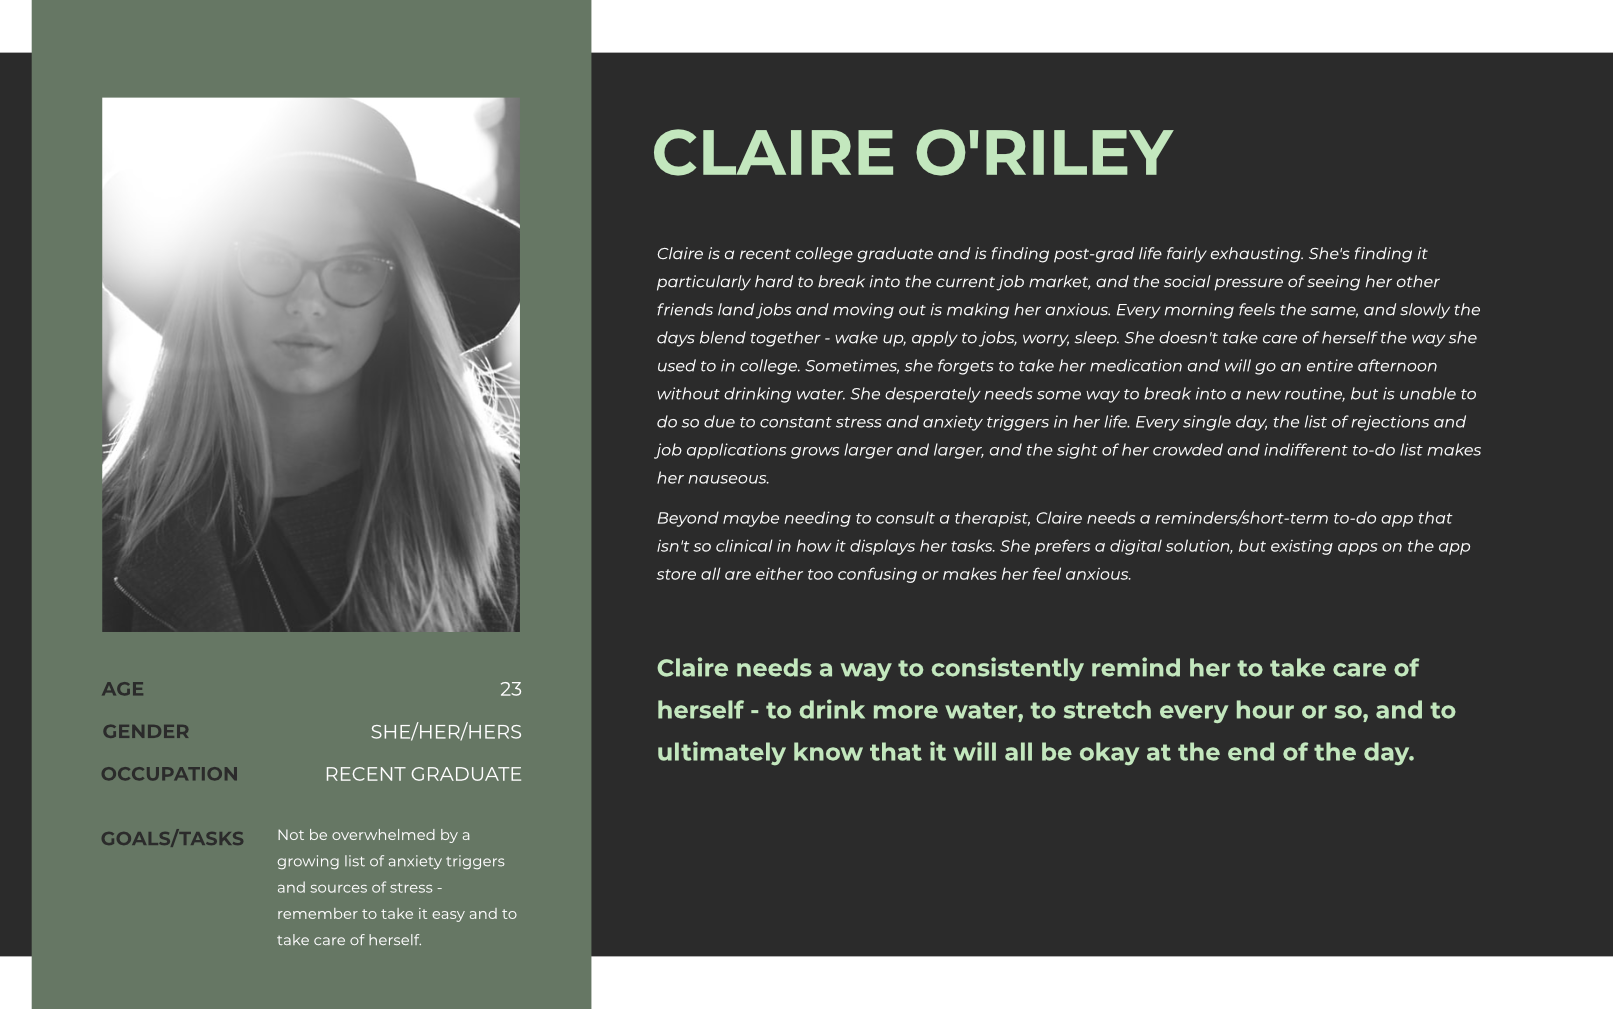 CLAIRE O'RILEY
Claire is a recent college graduate and is finding post-grad life fairly exhausting. She's finding it
particularly hard to break into the current job market, and the social pressure of seeing her other
friends land jobs and moving out is making her anxious. Every morning feels the same, and slowly the
days blend together - wake up, apply to jobs, worry, sleep. She doesn't take care of herself the way she
used to in college. Sometimes, she forgets to take her medication and will go an entire afternoon
without drinking water. She desperately needs some way to break into a new routine, but is unable to
do so due to constant stress and anxiety triggers in her life. Every single day, the list of rejections and
job applications grows larger and larger, and the sight of her crowded and indifferent to-do list makes
her nauseous.
Beyond maybe needing to consult a therapist, Claire needs a reminders/short-term to-do app that
isn't so clinical in how it displays her tasks. She prefers a digital solution, but existing apps on the app
store all are either too confusing or makes her feel anxious.
Claire needs a way to consistently remind her to take care of
herself - to drink more water, to stretch every hour or so, and to
ultimately know that it will all be okay at the end of the day.
AGE 23
GENDER SHE/HER/HERS
OCCUPATION RECENT GRADUATE
GOALS/TASKS Not be overwhelmed by a
growing list of anxiety triggers
and sources of stress -
remember to take it easy and to
take care of herself.